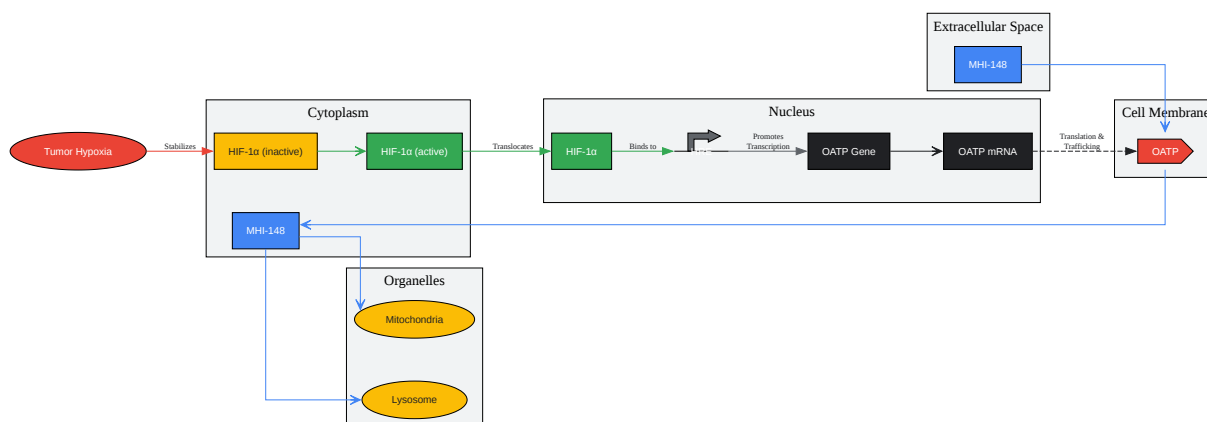 Extracellular Space
MHI-148
Cytoplasm
Nucleus
Cell Membrane
Tumor Hypoxia
Stabilizes
HIF-1α (inactive)
HIF-1α (active)
Translocates
HIF-1α
Binds to
Promotes
Transcription
OATP Gene
OATP mRNA
Translation &
Trafficking
OATP
MHI-148
Organelles
Mitochondria
Lysosome